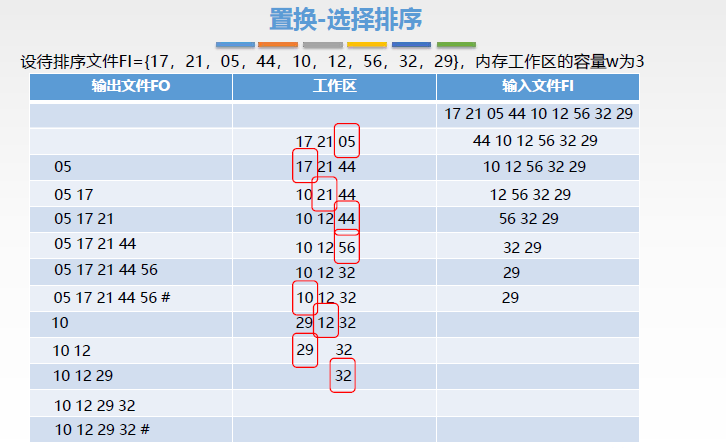 置换-选择排序
设待排序文件FI={17，21，05，44，10，12，56，32，29}，内存工作区的容量w为3
输出文件FO 工作区 输入文件FI
17 21 05 44 10 12 56 32 29
17 21 05 44 10 12 56 32 29
05 17 21 44 10 12 56 32 29
05 17 10 21 44 12 56 32 29
05 17 21 10 12 44 56 32 29
05 17 21 44 10 12 56 32 29
05 17 21 44 56 10 12 32 29
05 17 21 44 56 # 10 12 32 29
10 29 12 32
10 12 29 32
10 12 29 32
10 12 29 32
10 12 29 32 #